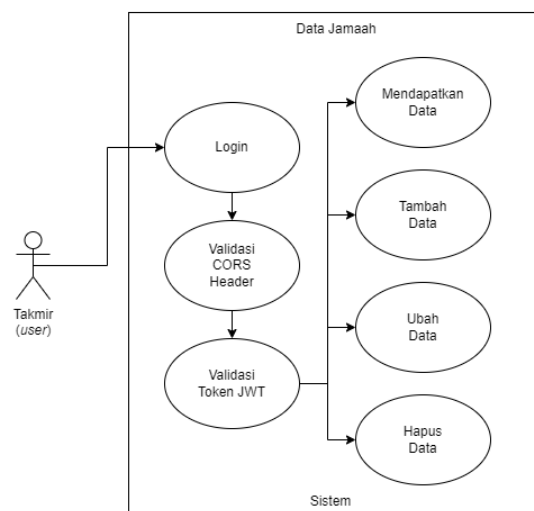 Data Jamaah
Login
Validasi
CORS
Header
Validasi
Token JWT
Mendapatkan
Data
Tambah
Data
Ubah
Data
Hapus
Data
Takmir
(user)
Sistem